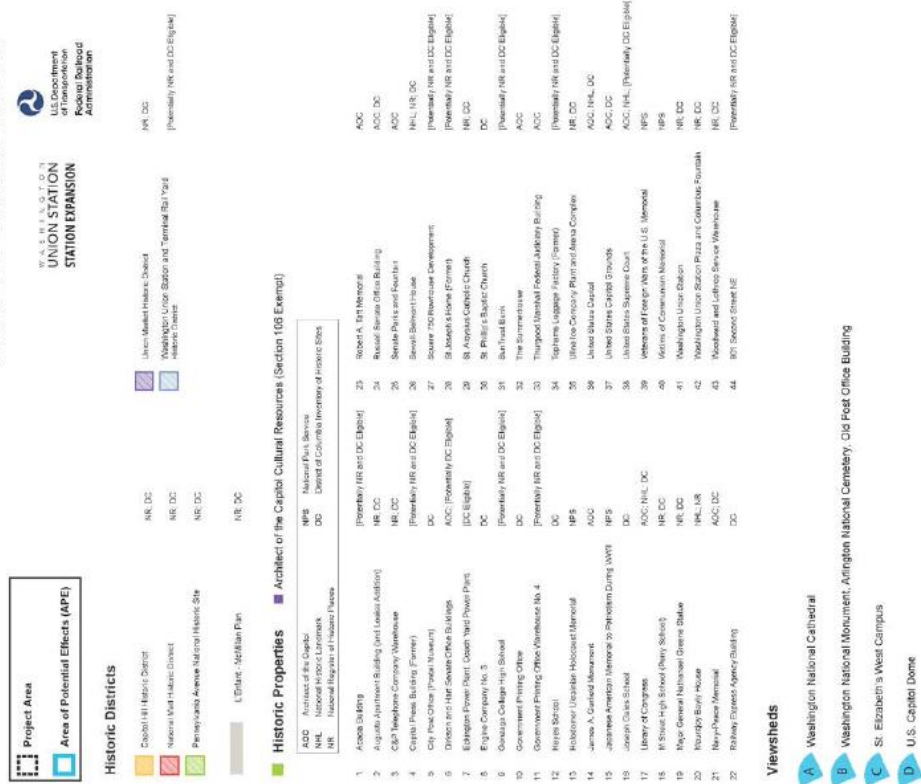 Project Area
Area of Potential Effects (APE)
WASHINGTON
UNION STATION
STATION EXPANSION
U.S. Department
of Transportation
Federal Railroad
Administration
Historic Districts
Capitol Hill Historic District NR; DC
National Mall Historic District NR; DC
Pennsylvania Avenue National Historic Site NR; DC
L'Enfant - McMillan Plan NR; DC
Union Market Historic District NR; DC
Washington Union Station and Terminal Rail Yard
Historic District [Potentially NR and DC Eligible]
Historic Properties
Architect of the Capitol Cultural Resources (Section 106 Exempt)
AOC Architect of the Capitol
NHL National Historic Landmark
NR National Register of Historic Places
NPS National Park Service
DC District of Columbia Inventory of Historic Sites
1 Acacia Building [Potentially NR and DC Eligible]
2 Augusta Apartment Building (and Louisa Addition) NR; DC
3 C&P Telephone Company Warehouse NR; DC
4 Capital Press Building (Former) [Potentially NR and DC Eligible]
5 City Post Office (Postal Museum) DC
6 Dirksen and Hart Senate Office Buildings AOC; [Potentially DC Eligible]
7 Eckington Power Plant, Coach Yard Power Plant [DC Eligible]
8 Engine Company No. 3 DC
9 Gonzaga College High School [Potentially NR and DC Eligible]
10 Government Printing Office DC
11 Government Printing Office Warehouse No. 4 [Potentially NR and DC Eligible]
12 Hayes School DC
13 Holodomor Ukrainian Holocaust Memorial NPS
14 James A. Garfield Monument AOC
15 Japanese American Memorial to Patriotism During WWII NPS
16 Joseph Gales School DC
17 Library of Congress AOC; NHL; DC
18 M Street High School (Perry School) NR; DC
19 Major General Nathanael Greene Statue NR; DC
20 Mountjoy Bayly House NHL; NR
21 Navy-Peace Memorial AOC; DC
22 Railway Express Agency Building DC
23 Robert A. Taft Memorial AOC
24 Russell Senate Office Building AOC; DC
25 Senate Parks and Fountain AOC
26 Sewall-Belmont House NHL; NR; DC
27 Square 750 Rowhouse Development [Potentially NR and DC Eligible]
28 St Joseph's Home (Former) [Potentially NR and DC Eligible]
29 St. Aloysius Catholic Church NR; DC
30 St. Phillip's Baptist Church DC
31 SunTrust Bank [Potentially NR and DC Eligible]
32 The Summerhouse AOC
33 Thurgood Marshall Federal Judiciary Building AOC
34 Topham's Luggage Factory (Former) [Potentially NR and DC Eligible]
35 Uline Ice Company Plant and Arena Complex NR; DC
36 United States Capitol AOC; NHL; DC
37 United States Capitol Grounds AOC; DC
38 United States Supreme Court AOC; NHL; [Potentially DC Eligible]
39 Veterans of Foreign Wars of the U.S. Memorial NPS
40 Victims of Communism Memorial NPS
41 Washington Union Station NR; DC
42 Washington Union Station Plaza and Columbus Fountain NR; DC
43 Woodward and Lothrop Service Warehouse NR; DC
44 901 Second Street NE [Potentially NR and DC Eligible]
Viewsheds
A Washington National Cathedral
B Washington National Monument, Arlington National Cemetery, Old Post Office Building
C St. Elizabeth's West Campus
D U.S. Capitol Dome